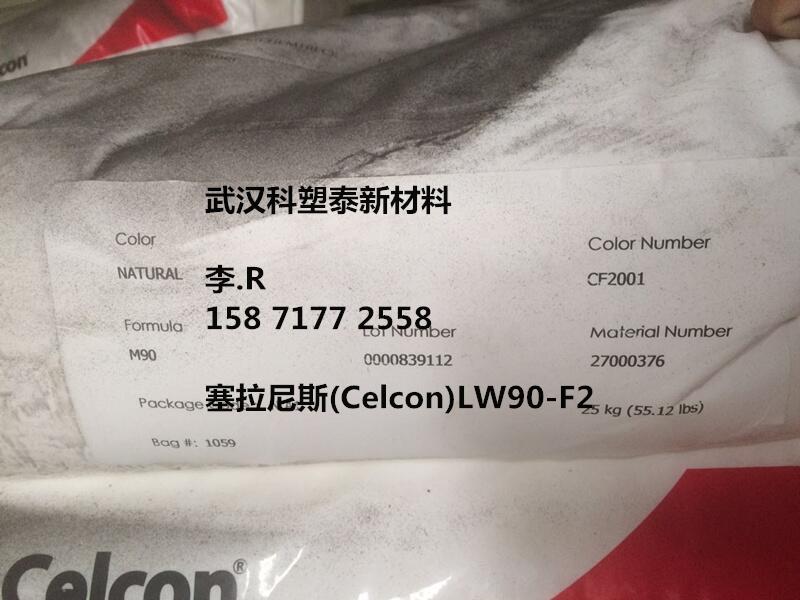 con
武汉科塑泰新材料
Color
Color Number
NATURAL
李.R
CF2001
158 7177 2558
Formula
Lot Number
Material Number
M90
0000839112
27000376
塞拉尼斯(Celcon)LW90-F2
Package
25 kg (55.12 lbs)
Bag #: 1059
Celcon®